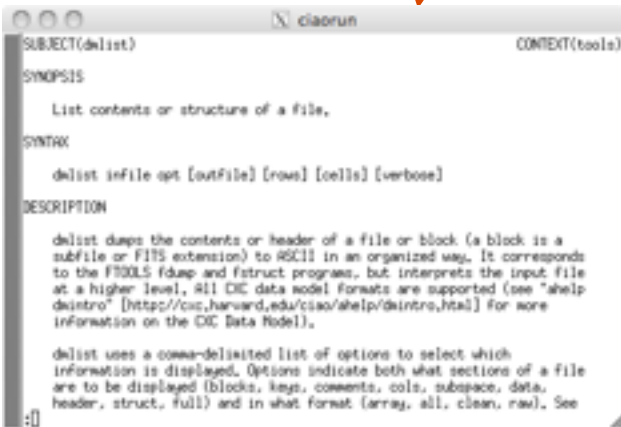 ciaorun
SUBJECT(dmlist) CONTEXT(tools)
SYNOPSIS
List contents or structure of a file.
SYNTAX
dmlist infile opt [outfile] [rows] [cells] [verbose]
DESCRIPTION
dmlist dumps the contents or header of a file or block (a block is a
subfile or FITS extension) to ASCII in an organized way. It corresponds
to the FTOOLS fdump and fstruct programs, but interprets the input file
at a higher level. All CXC data model formats are supported (see "ahelp
dmintro" [http://cxc.harvard.edu/ciao/ahelp/dmintro.html] for more
information on the CXC Data Model).
dmlist uses a comma-delimited list of options to select which
information is displayed. Options indicate both what sections of a file
are to be displayed (blocks, keys, comments, cols, subspace, data,
header, struct, full) and in what format (array, all, clean, raw). See
: